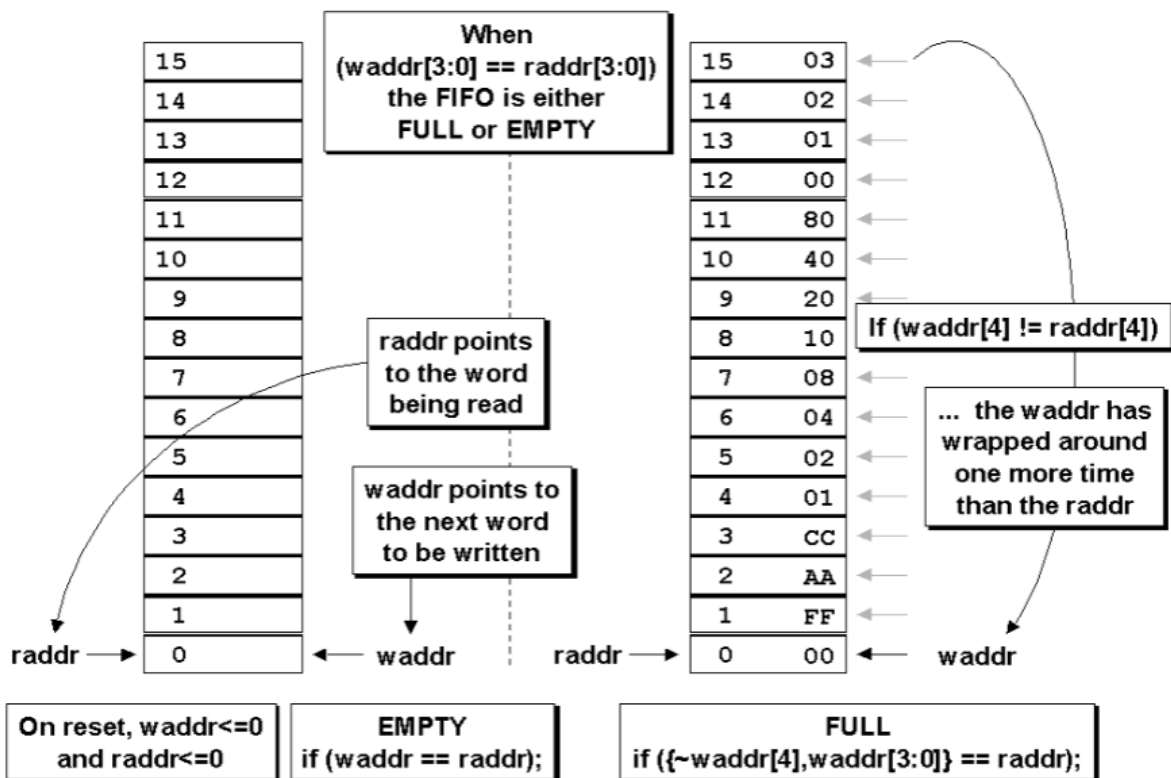 When
(waddr[3:0] == raddr[3:0])
the FIFO is either
FULL or EMPTY
15
14
13
12
11
10
9
8
7
6
5
4
3
2
1
0
raddr
waddr
raddr points
to the word
being read
waddr points to
the next word
to be written
15 03
14 02
13 01
12 00
11 80
10 40
9 20
8 10
7 08
6 04
5 02
4 01
3 CC
2 AA
1 FF
0 00
raddr
waddr
If (waddr[4] != raddr[4])
... the waddr has
wrapped around
one more time
than the raddr
On reset, waddr<=0
and raddr<=0
EMPTY
if (waddr == raddr);
FULL
if ({~waddr[4],waddr[3:0]} == raddr);